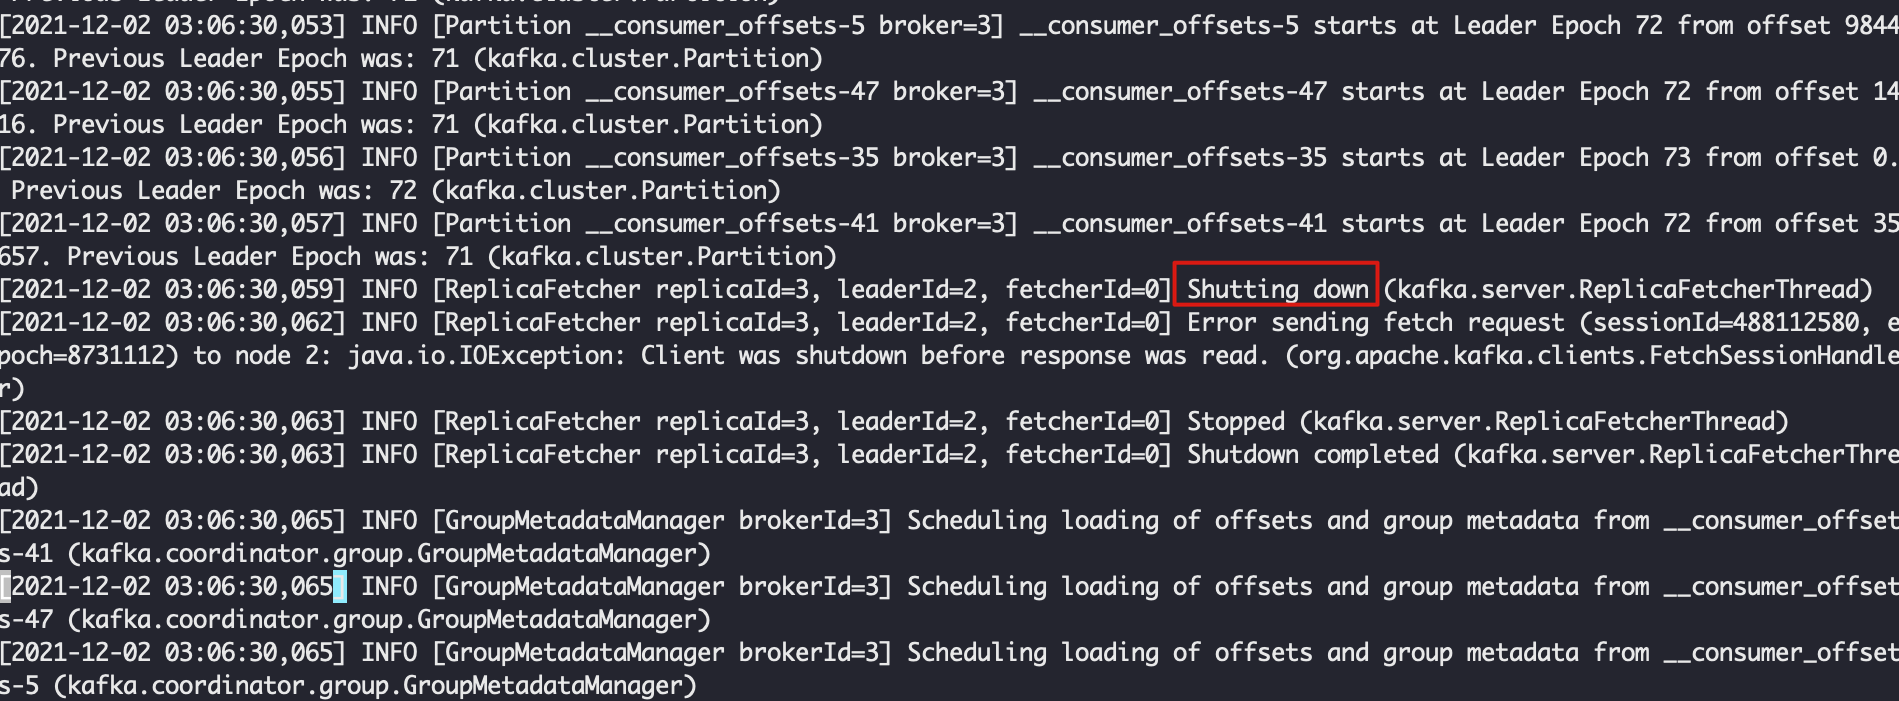 [2021-12-02 03:06:30,053] INFO [Partition __consumer_offsets-5 broker=3] __consumer_offsets-5 starts at Leader Epoch 72 from offset 9844
76. Previous Leader Epoch was: 71 (kafka.cluster.Partition)
[2021-12-02 03:06:30,055] INFO [Partition __consumer_offsets-47 broker=3] __consumer_offsets-47 starts at Leader Epoch 72 from offset 14
16. Previous Leader Epoch was: 71 (kafka.cluster.Partition)
[2021-12-02 03:06:30,056] INFO [Partition __consumer_offsets-35 broker=3] __consumer_offsets-35 starts at Leader Epoch 73 from offset 0.
Previous Leader Epoch was: 72 (kafka.cluster.Partition)
[2021-12-02 03:06:30,057] INFO [Partition __consumer_offsets-41 broker=3] __consumer_offsets-41 starts at Leader Epoch 72 from offset 35
657. Previous Leader Epoch was: 71 (kafka.cluster.Partition)
[2021-12-02 03:06:30,059] INFO [ReplicaFetcher replicaId=3, leaderId=2, fetcherId=0] Shutting down (kafka.server.ReplicaFetcherThread)
[2021-12-02 03:06:30,062] INFO [ReplicaFetcher replicaId=3, leaderId=2, fetcherId=0] Error sending fetch request (sessionId=488112580, e
poch=8731112) to node 2: java.io.IOException: Client was shutdown before response was read. (org.apache.kafka.clients.FetchSessionHandle
r)
[2021-12-02 03:06:30,063] INFO [ReplicaFetcher replicaId=3, leaderId=2, fetcherId=0] Stopped (kafka.server.ReplicaFetcherThread)
[2021-12-02 03:06:30,063] INFO [ReplicaFetcher replicaId=3, leaderId=2, fetcherId=0] Shutdown completed (kafka.server.ReplicaFetcherThre
ad)
[2021-12-02 03:06:30,065] INFO [GroupMetadataManager brokerId=3] Scheduling loading of offsets and group metadata from __consumer_offset
s-41 (kafka.coordinator.group.GroupMetadataManager)
[2021-12-02 03:06:30,065] INFO [GroupMetadataManager brokerId=3] Scheduling loading of offsets and group metadata from __consumer_offset
s-47 (kafka.coordinator.group.GroupMetadataManager)
[2021-12-02 03:06:30,065] INFO [GroupMetadataManager brokerId=3] Scheduling loading of offsets and group metadata from __consumer_offset
s-5 (kafka.coordinator.group.GroupMetadataManager)